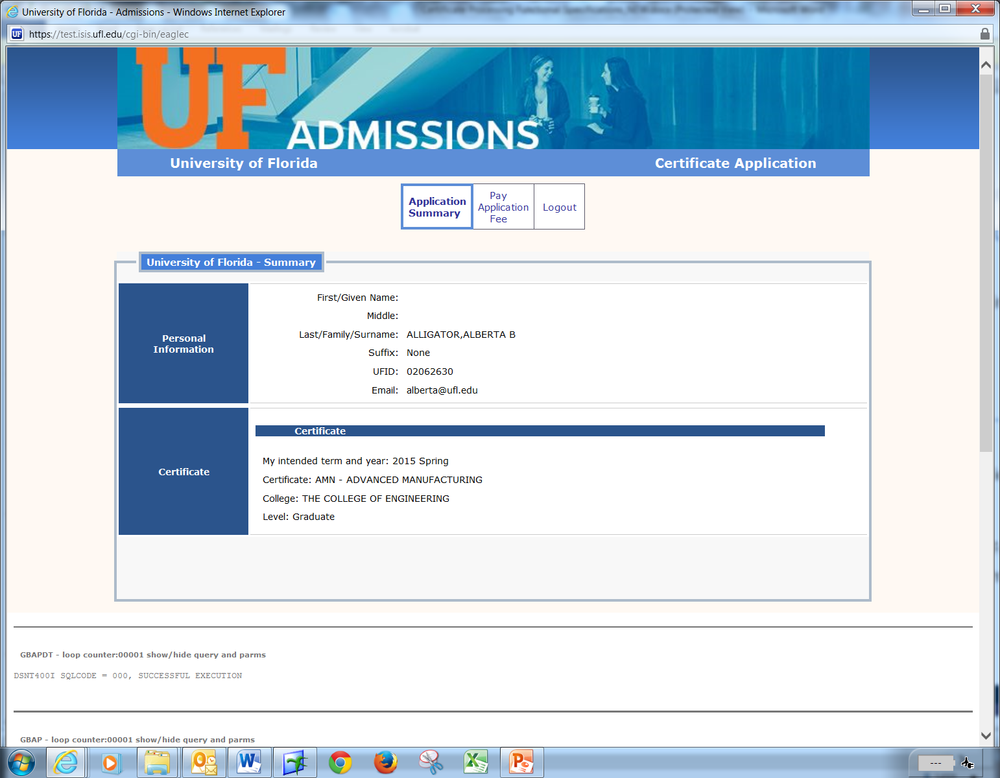 University of Florida - Admissions - Windows Internet Explorer
UF https://test.isis.ufl.edu/cgi-bin/eaglec
UF
ADMISSIONS
University of Florida Certificate Application
Application Summary
Pay Application Fee
Logout
University of Florida - Summary
Personal Information
First/Given Name:
Middle:
Last/Family/Surname: ALLIGATOR,ALBERTA B
Suffix: None
UFID: 02062630
Email: alberta@ufl.edu
Certificate
Certificate
My intended term and year: 2015 Spring
Certificate: AMN - ADVANCED MANUFACTURING
College: THE COLLEGE OF ENGINEERING
Level: Graduate
GBAPDT - loop counter:00001 show/hide query and parms
DSNT400I SQLCODE = 000, SUCCESSFUL EXECUTION
GBAP - loop counter:00001 show/hide query and parms
---